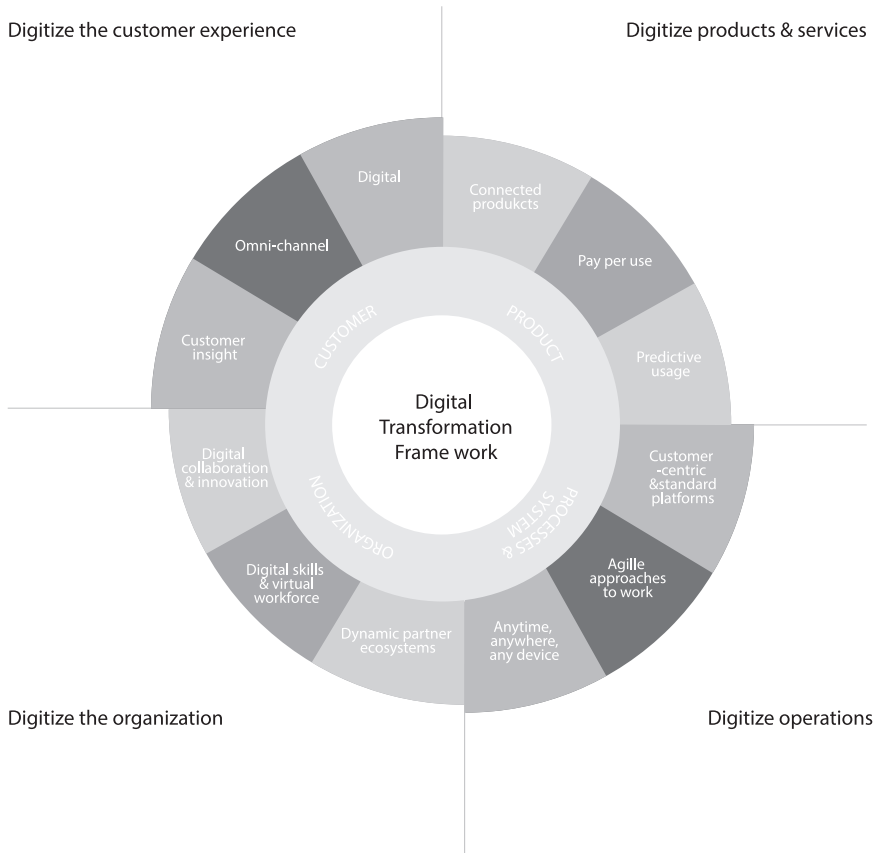 Digitize the customer experience
Digitize products & services
Digital
Connected
produkcts
Omni-channel
Pay per use
Customer
insight
Predictive
usage
CUSTOMER
PRODUCT
Digital
Transformation
Frame work
Digital
collaboration
& innovation
Customer
-centric
&standard
platforms
ORGANIZATION
PROCESSES &
SYSTEM
Digital skills
& virtual
workforce
Agille
approaches
to work
Dynamic partner
ecosystems
Anytime,
anywhere,
any device
Digitize the organization
Digitize operations